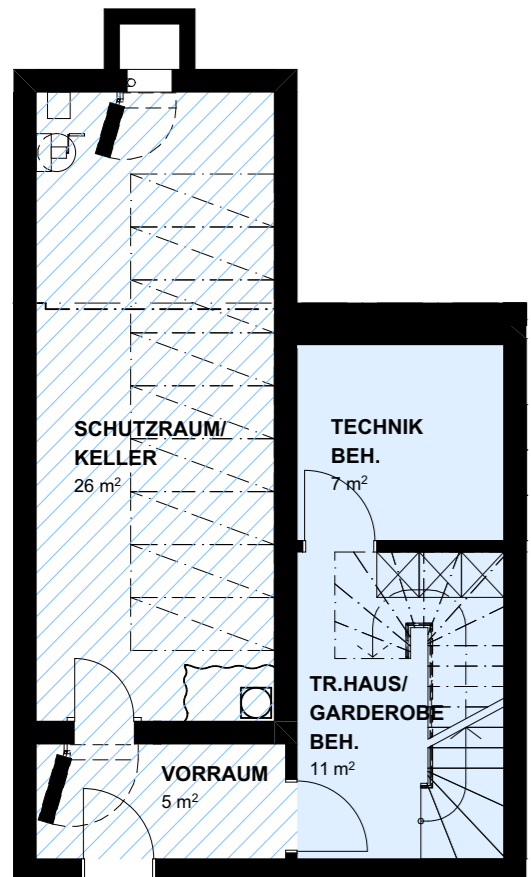 SCHUTZRAUM/
KELLER
26 m²
TECHNIK
BEH.
7 m²
TR.HAUS/
GARDEROBE
BEH.
11 m²
VORRAUM
5 m²